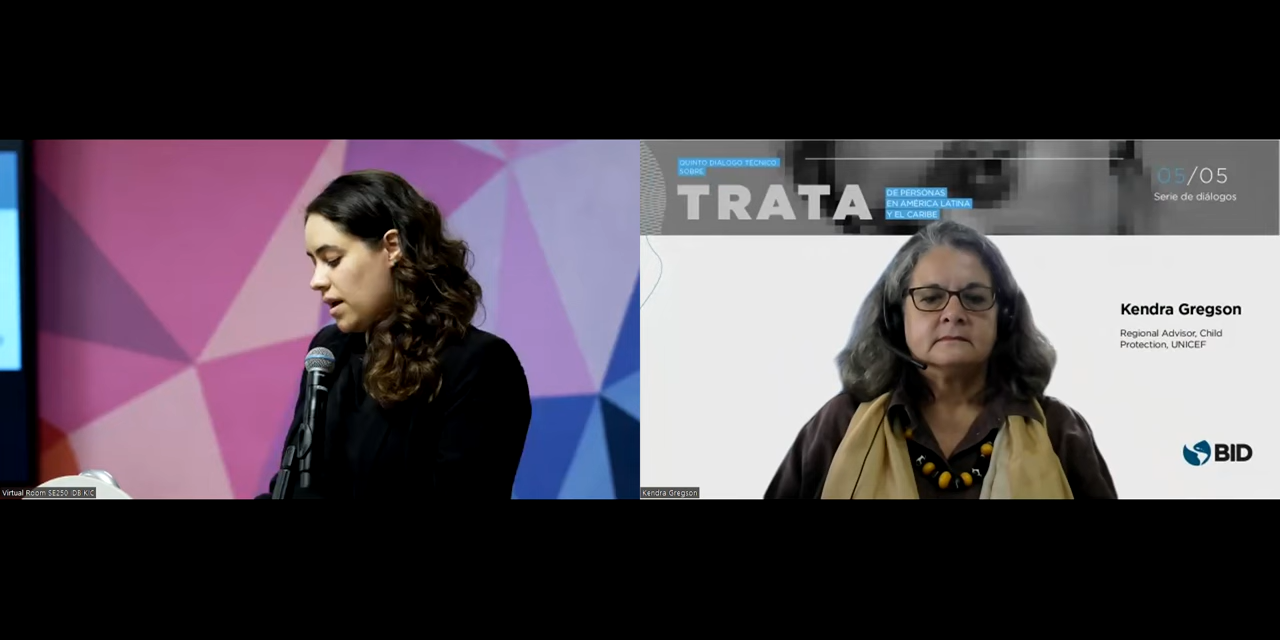 QUINTO DIALOGO TÉCNICO
SOBRE
TRATA
DE PERSONAS
EN AMÉRICA LATINA
Y EL CARIBE
05/05
Serie de diálogos
Kendra Gregson
Regional Advisor, Child
Protection, UNICEF
BID
Virtual Room SE250 IDB KIC
Kendra Gregson